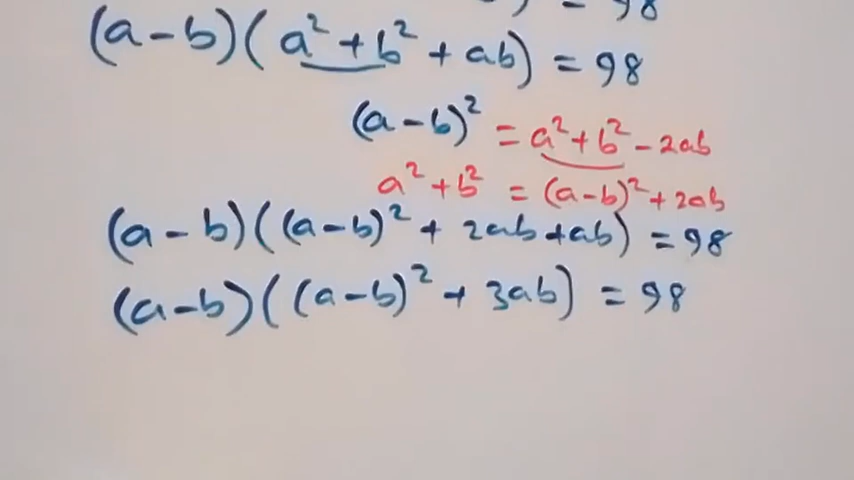 ) = 98
(a-b)(a²+b²+ab) = 98
(a-b)² = a²+b²-2ab
a²+b² = (a-b)²+2ab
(a-b)((a-b)²+2ab+ab) = 98
(a-b)((a-b)²+3ab) = 98